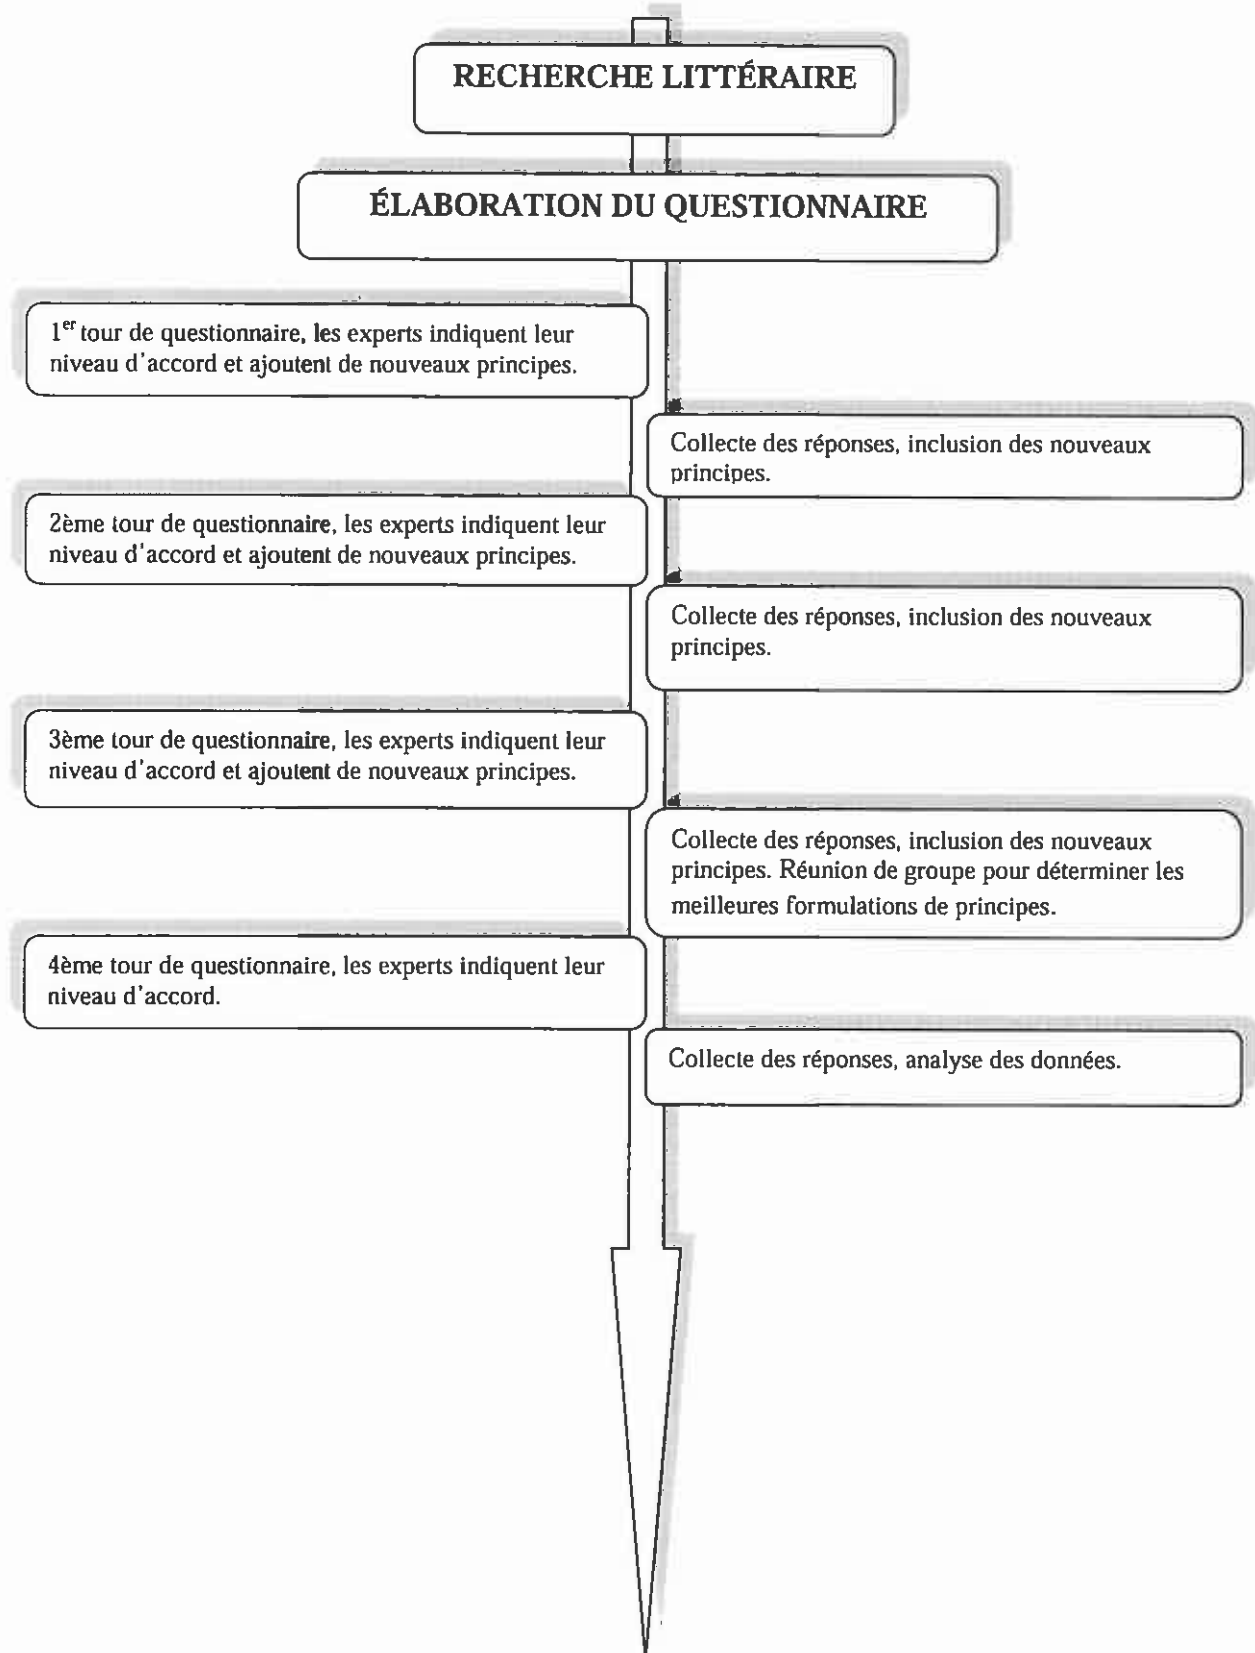 RECHERCHE LITTÉRAIRE
ÉLABORATION DU QUESTIONNAIRE
1er tour de questionnaire, les experts indiquent leur
niveau d'accord et ajoutent de nouveaux principes.
Collecte des réponses, inclusion des nouveaux
principes.
2ème tour de questionnaire, les experts indiquent leur
niveau d'accord et ajoutent de nouveaux principes.
Collecte des réponses, inclusion des nouveaux
principes.
3ème tour de questionnaire, les experts indiquent leur
niveau d'accord et ajoutent de nouveaux principes.
Collecte des réponses, inclusion des nouveaux
principes. Réunion de groupe pour déterminer les
meilleures formulations de principes.
4ème tour de questionnaire, les experts indiquent leur
niveau d'accord.
Collecte des réponses, analyse des données.